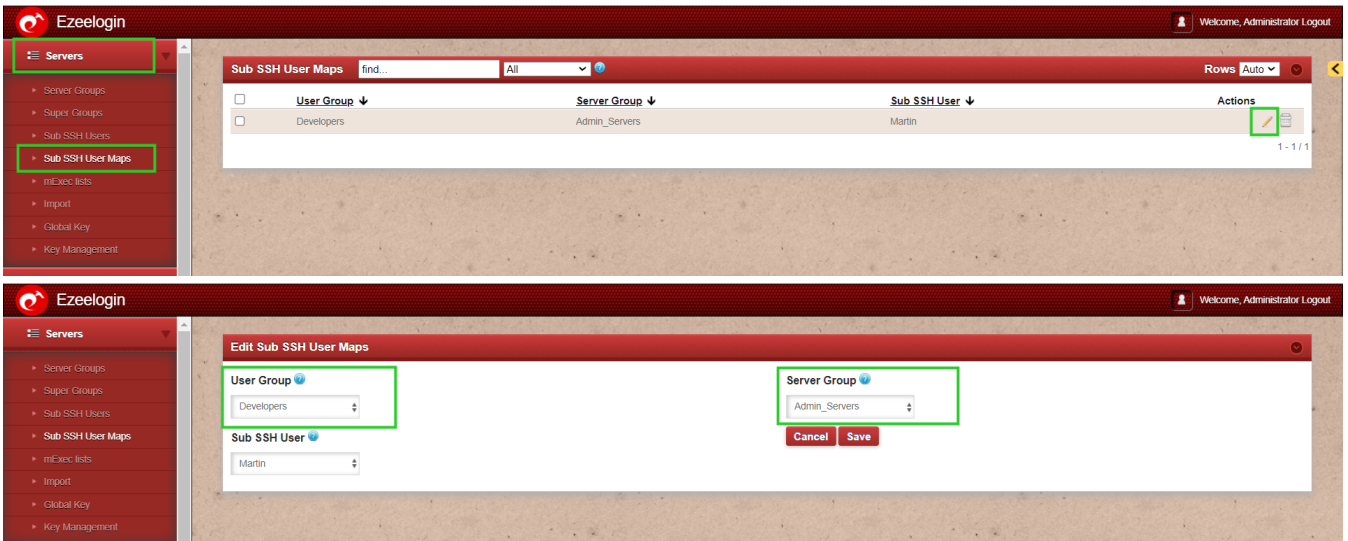 Ezeelogin
Welcome, Administrator Logout
Servers
Server Groups
Super Groups
Sub SSH Users
Sub SSH User Maps
mExec lists
Import
Global Key
Key Management
Sub SSH User Maps find... All Rows Auto
User Group Server Group Sub SSH User Actions
Developers Admin_Servers Martin
1 - 1 / 1
Ezeelogin
Welcome, Administrator Logout
Servers
Server Groups
Super Groups
Sub SSH Users
Sub SSH User Maps
mExec lists
Import
Global Key
Key Management
Edit Sub SSH User Maps
User Group Server Group
Developers Admin_Servers
Sub SSH User Cancel Save
Martin